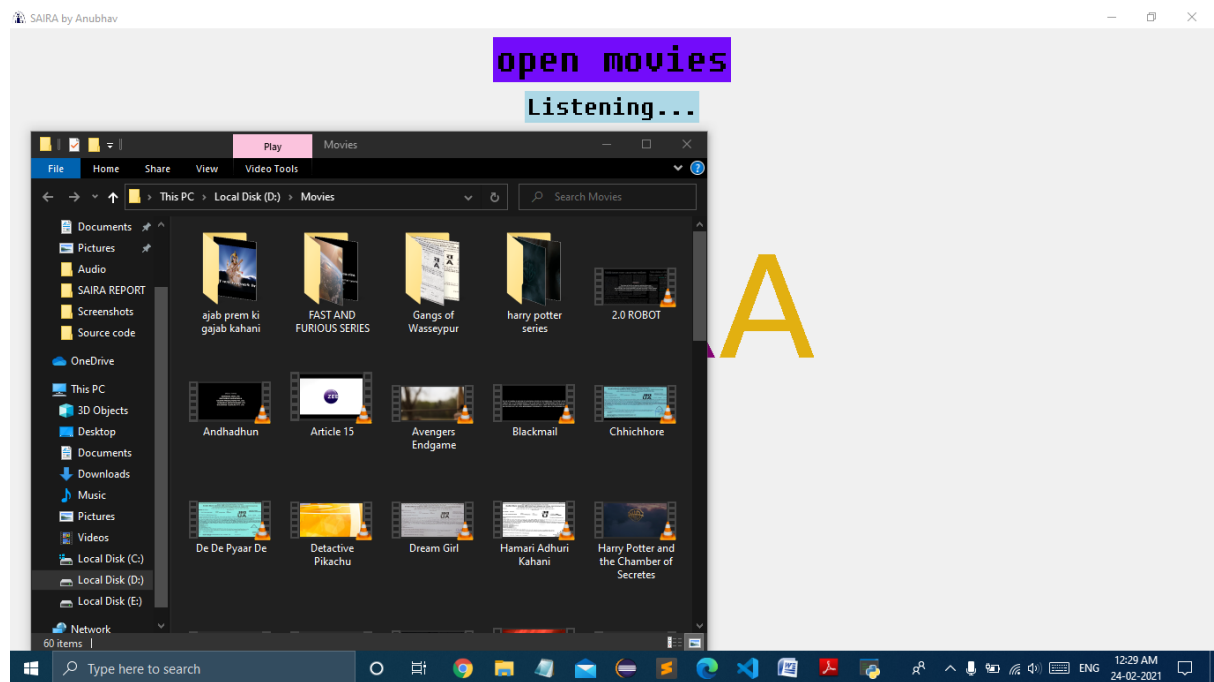 SAIRA by Anubhav
open movies
Listening...
Play
Movies
File
Home
Share
View
Video Tools
This PC
Local Disk (D:)
Movies
Search Movies
Documents
Pictures
Audio
SAIRA REPORT
Screenshots
Source code
OneDrive
This PC
3D Objects
Desktop
Documents
Downloads
Music
Pictures
Videos
Local Disk (C:)
Local Disk (D:)
Local Disk (E:)
Network
ajab prem ki
gajab kahani
FAST AND
FURIOUS SERIES
Gangs of
Wasseypur
harry potter
series
2.0 ROBOT
Andhadhun
Article 15
Avengers
Endgame
Blackmail
Chhichhore
De De Pyaar De
Detactive
Pikachu
Dream Girl
Hamari Adhuri
Kahani
Harry Potter and
the Chamber of
Secretes
A
60 items
Type here to search
ENG
12:29 AM
24-02-2021